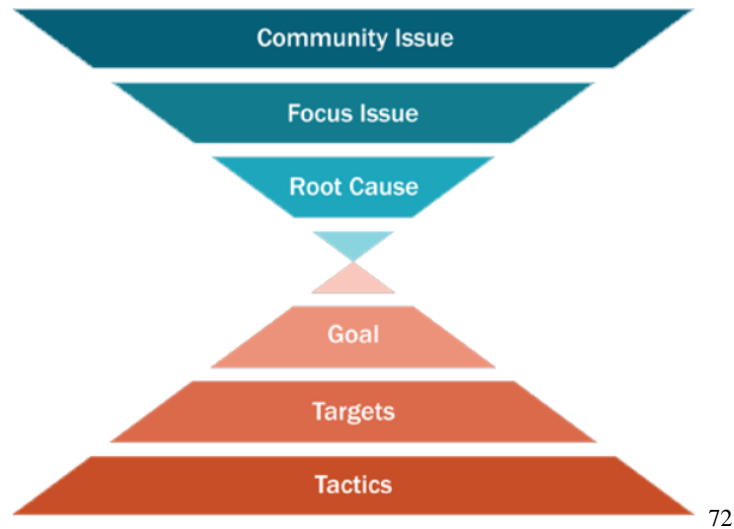 Community Issue
Focus Issue
Root Cause
Goal
Targets
Tactics
72